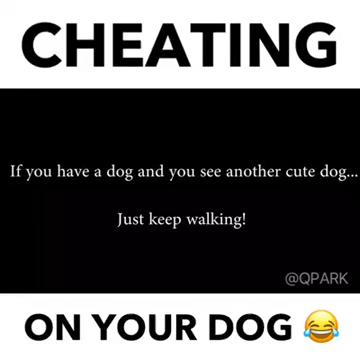 CHEATING
If you have a dog and you see another cute dog...
Just keep walking!
@QPARK
ON YOUR DOG 😂